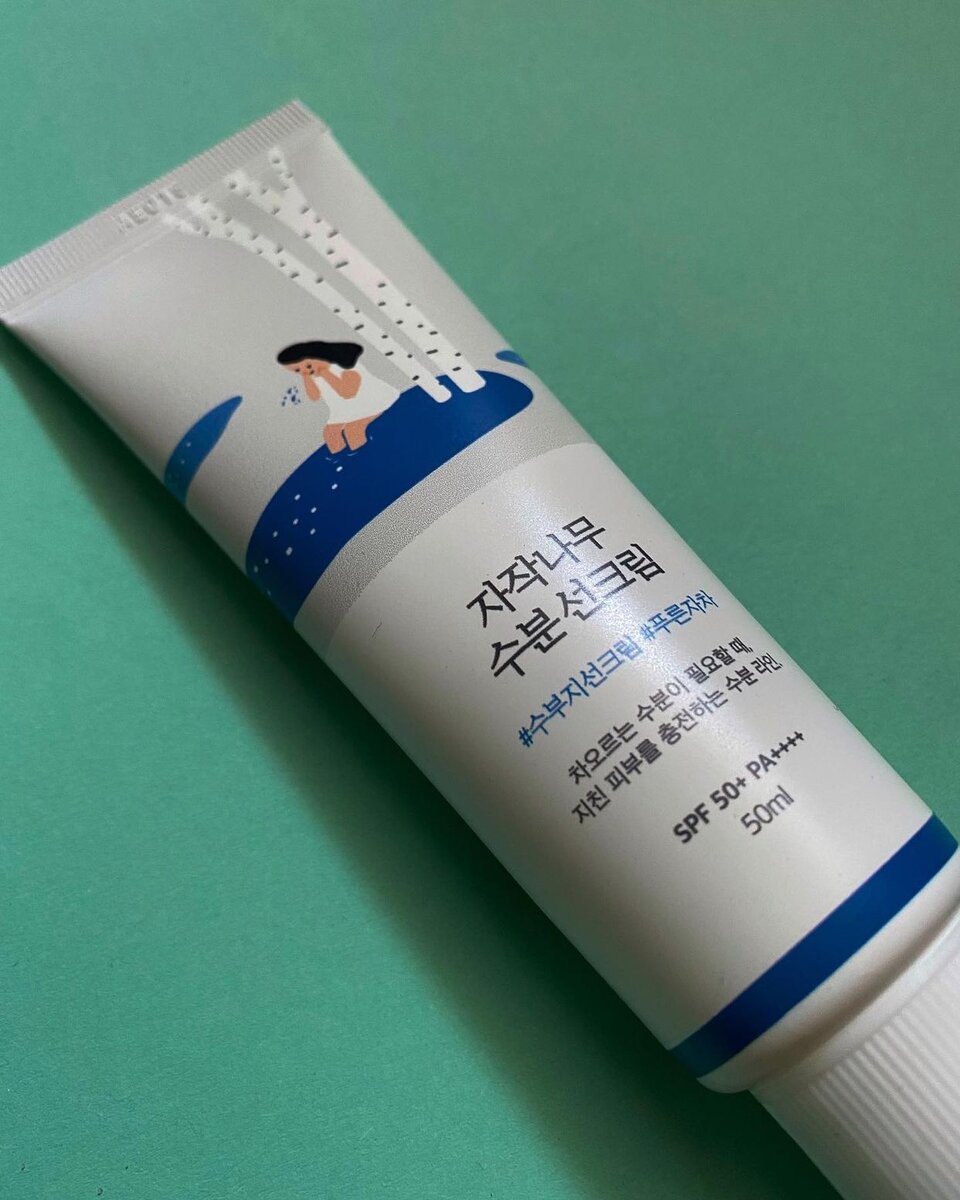 자작나무
수분 선크림
#수부지선크림 #푸른자차
차오르는 수분이 필요할 때,
지친 피부를 충전하는 수분 라인.
SPF 50+ PA++++
50ml